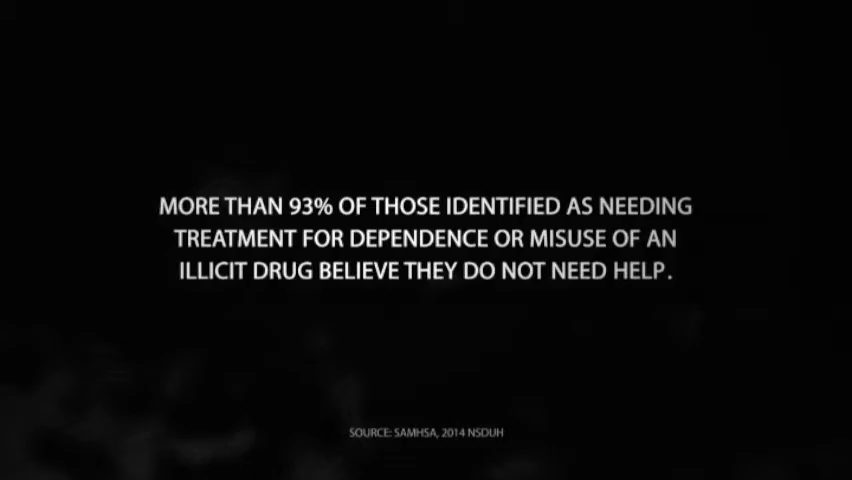 MORE THAN 93% OF THOSE IDENTIFIED AS NEEDING
TREATMENT FOR DEPENDENCE OR MISUSE OF AN
ILLICIT DRUG BELIEVE THEY DO NOT NEED HELP.
SOURCE: SAMHSA, 2014 NSDUH